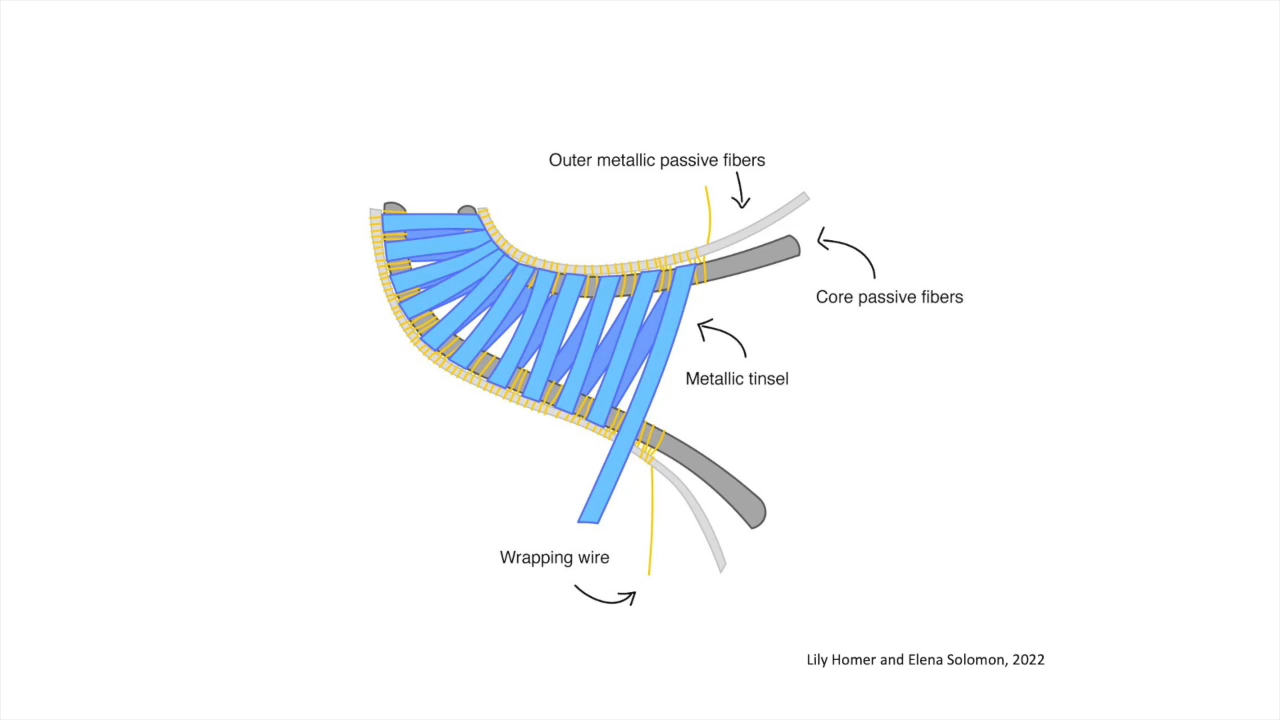 Outer metallic passive fibers
Core passive fibers
Metallic tinsel
Wrapping wire
Lily Homer and Elena Solomon, 2022